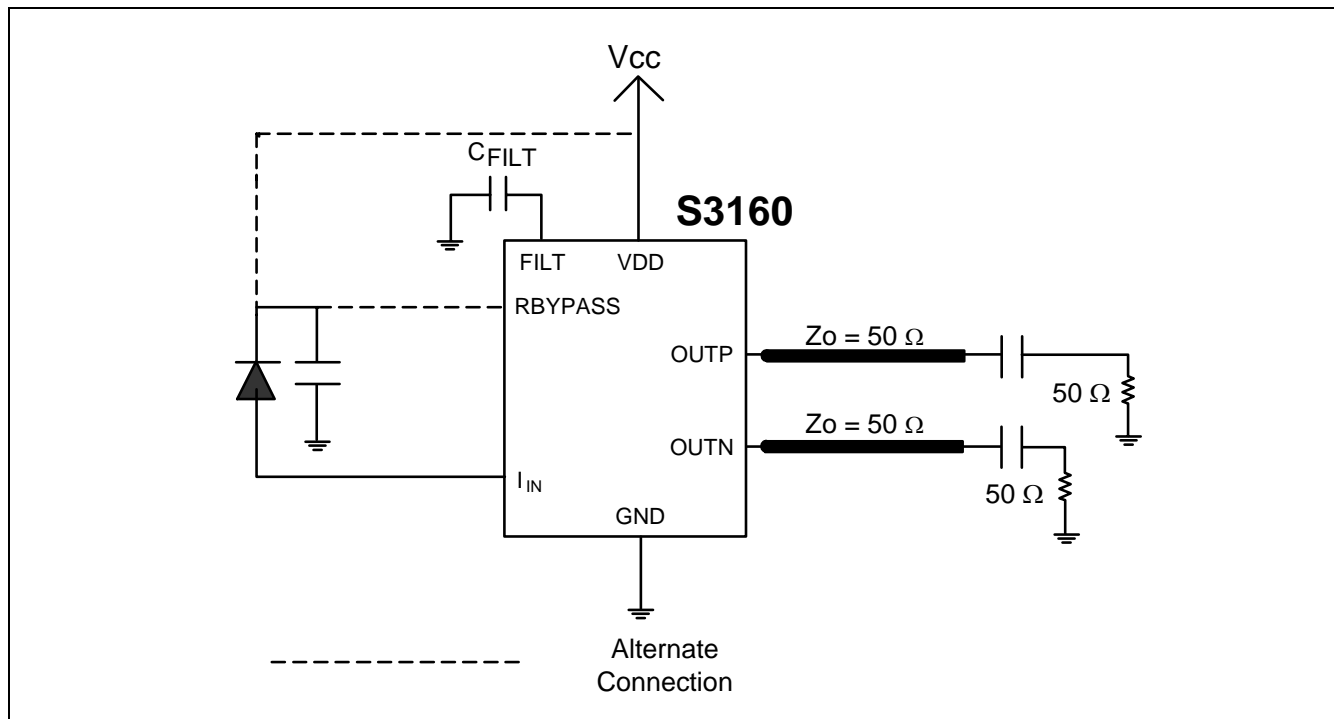 Vcc
CFILT
S3160
FILT VDD
RBYPASS
OUTP
Zo = 50 Ω
50 Ω
OUTN
Zo = 50 Ω
50 Ω
IIN
GND
Alternate
Connection